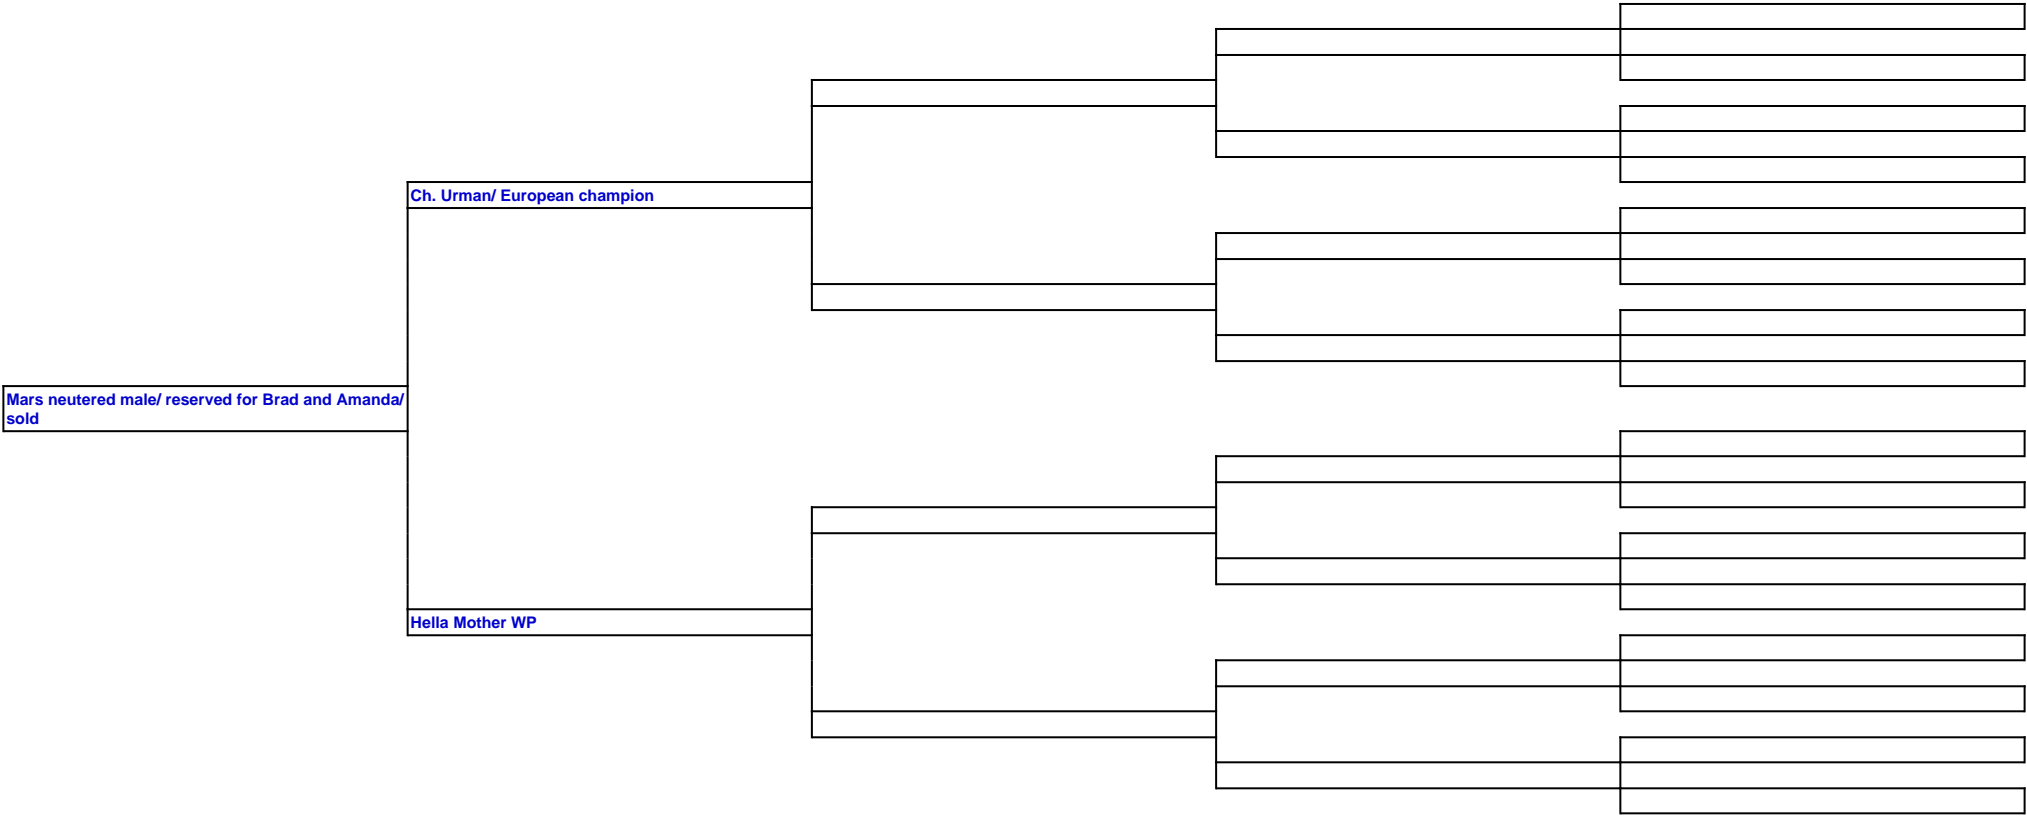 Ch. Urman/ European champion
Mars neutered male/ reserved for Brad and Amanda/
sold
Hella Mother WP